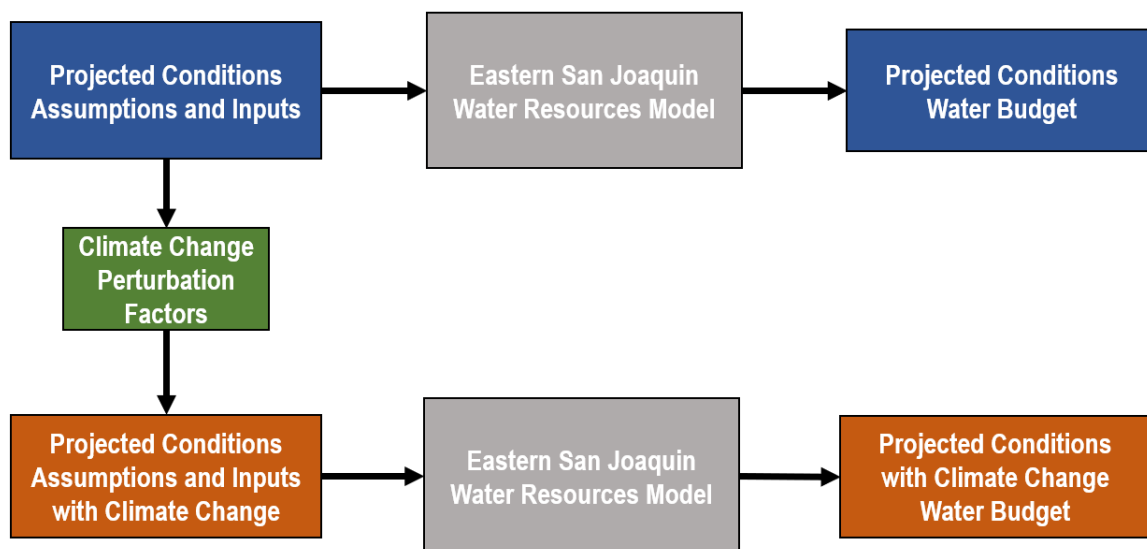 Projected Conditions
Assumptions and Inputs
Eastern San Joaquin
Water Resources Model
Projected Conditions
Water Budget
Climate Change
Perturbation
Factors
Projected Conditions
Assumptions and Inputs
with Climate Change
Eastern San Joaquin
Water Resources Model
Projected Conditions
with Climate Change
Water Budget